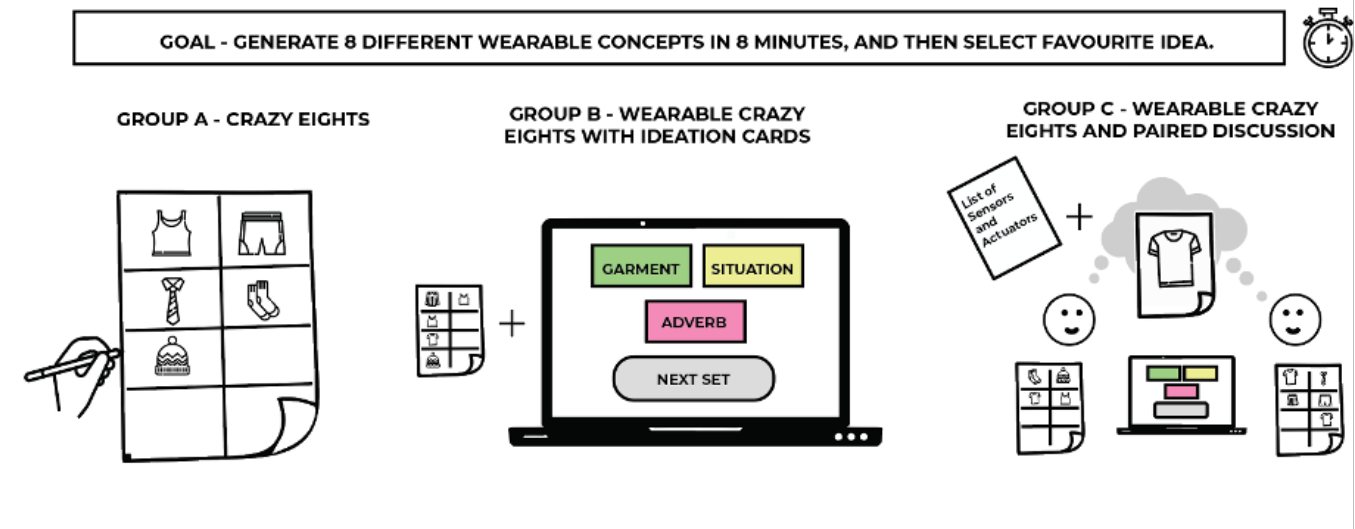 GOAL - GENERATE 8 DIFFERENT WEARABLE CONCEPTS IN 8 MINUTES, AND THEN SELECT FAVOURITE IDEA.
GROUP A - CRAZY EIGHTS
GROUP B - WEARABLE CRAZY
EIGHTS WITH IDEATION CARDS
GARMENT
SITUATION
ADVERB
NEXT SET
GROUP C - WEARABLE CRAZY
EIGHTS AND PAIRED DISCUSSION
List of
Sensors
and
Actuators